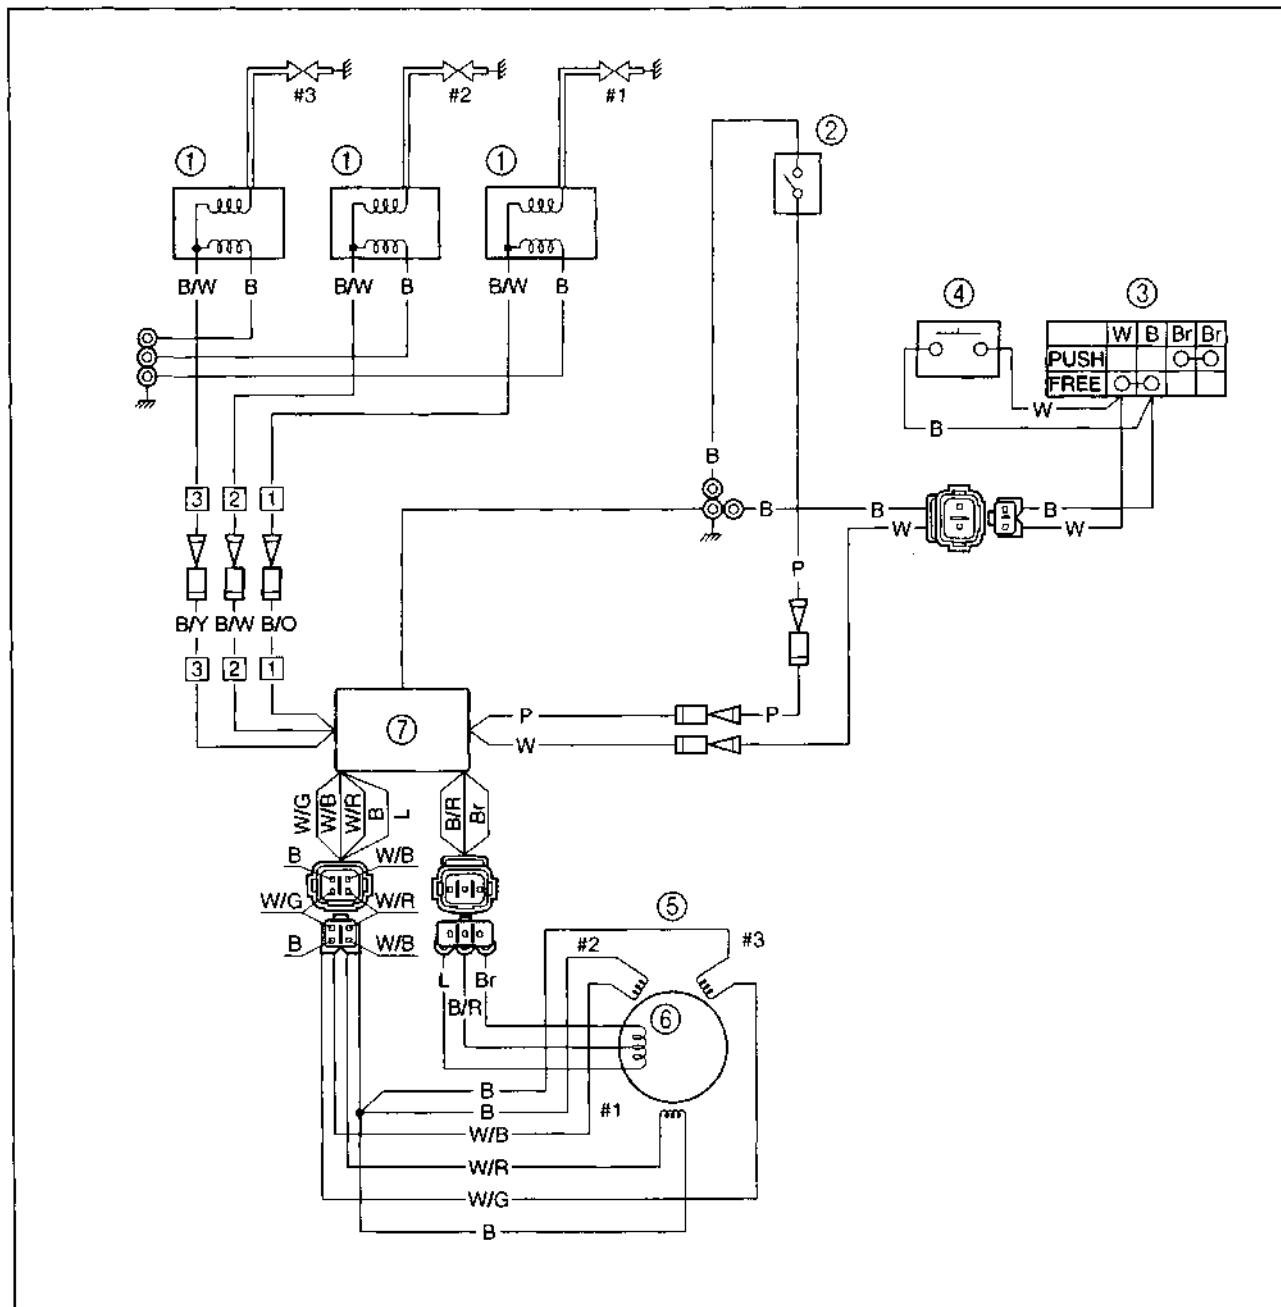 #3 #2 #1
① ① ① ②
B/W B B/W B B/W B
④ ③
W B Br Br
PUSH
FREE
W
B
B
3 2 1
B B B
W W
P
B/Y B/W B/O
3 2 1
⑦
P P
W
W/G W/B W/R B L
B/R Br
B W/B
W/G W/R
B W/B
⑤
#2 #3
L Br
B/R
⑥
B
B #1
W/B
W/R
W/G
B